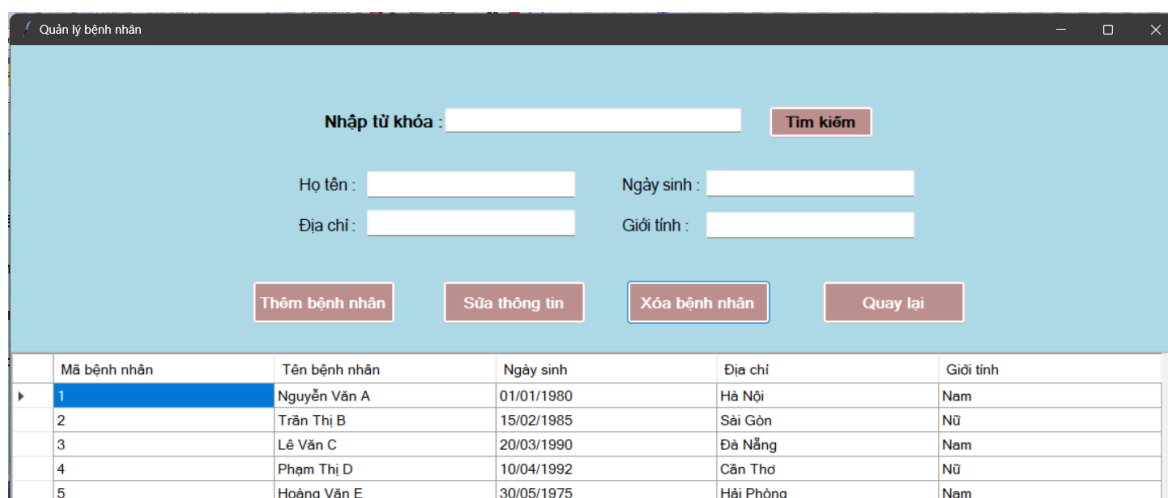 Quản lý bệnh nhân
Nhập từ khóa : Tìm kiếm
Họ tên : Ngày sinh :
Địa chỉ : Giới tính :
Thêm bệnh nhân Sửa thông tin Xóa bệnh nhân Quay lại
Mã bệnh nhân Tên bệnh nhân Ngày sinh Địa chỉ Giới tính
1 Nguyễn Văn A 01/01/1980 Hà Nội Nam
2 Trần Thị B 15/02/1985 Sài Gòn Nữ
3 Lê Văn C 20/03/1990 Đà Nẵng Nam
4 Phạm Thị D 10/04/1992 Cần Thơ Nữ
5 Hoàng Văn E 30/05/1975 Hải Phòng Nam